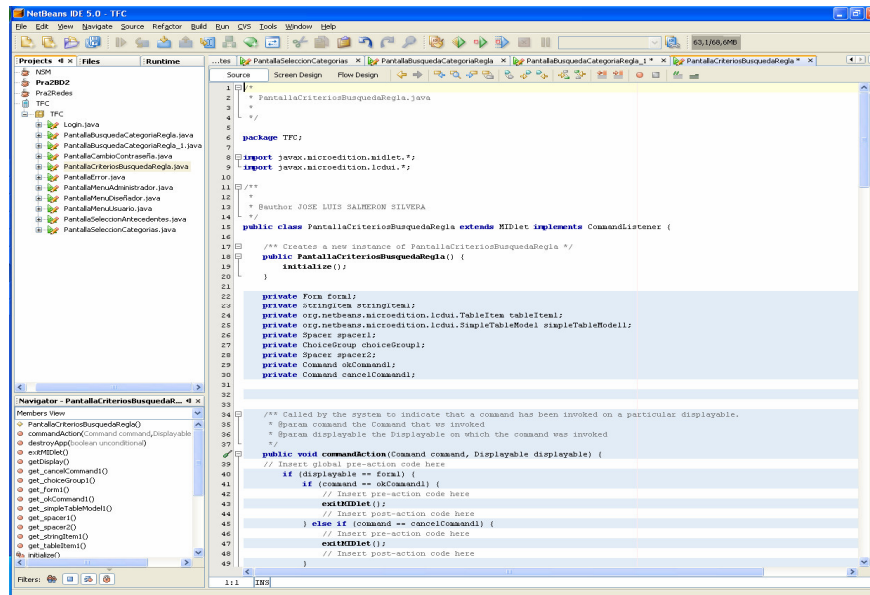 NetBeans IDE 5.0 - TFC
File Edit View Navigate Source Refactor Build Run CVS Tools Window Help
63,1/68,6MB
Projects Files Runtime
NSM
Pra2BD2
Pra2Redes
TFC
TFC
Login.java
PantallaBusquedaCategoriaRegla.java
PantallaBusquedaCategoriaRegla_1.java
PantallaCambioContraseña.java
PantallaCriteriosBusquedaRegla.java
PantallaError.java
PantallaMenuAdministrador.java
PantallaMenuDiseñador.java
PantallaMenuUsuario.java
PantallaSeleccionAntecedentes.java
PantallaSeleccionCategorias.java
Navigator - PantallaCriteriosBusquedaR...
Members View
PantallaCriteriosBusquedaRegla()
commandAction(Command command, Displayable
destroyApp(boolean unconditional)
exitMIDlet()
getDisplay()
get_cancelCommand1()
get_choiceGroup1()
get_form1()
get_okCommand1()
get_simpleTableModel1()
get_spacer1()
get_spacer2()
get_stringItem1()
get_tableItem1()
initialize()
Filters:
...tes PantallaSeleccionCategorias PantallaBusquedaCategoriaRegla PantallaBusquedaCategoriaRegla_1 * PantallaCriteriosBusquedaRegla *
Source Screen Design Flow Design
1 /*
2 * PantallaCriteriosBusquedaRegla.java
3 *
4 */
5
6 package TFC;
7
8 import javax.microedition.midlet.*;
9 import javax.microedition.lcdui.*;
10
11 /**
12 *
13 * @author JOSE LUIS SALMERON SILVERA
14 */
15 public class PantallaCriteriosBusquedaRegla extends MIDlet implements CommandListener {
16
17 /** Creates a new instance of PantallaCriteriosBusquedaRegla */
18 public PantallaCriteriosBusquedaRegla() {
19 initialize();
20 }
21
22 private Form form1;
23 private StringItem stringItem1;
24 private org.netbeans.microedition.lcdui.TableItem tableItem1;
25 private org.netbeans.microedition.lcdui.SimpleTableModel simpleTableModel1;
26 private Spacer spacer1;
27 private ChoiceGroup choiceGroup1;
28 private Spacer spacer2;
29 private Command okCommand1;
30 private Command cancelCommand1;
31
32
33
34 /** Called by the system to indicate that a command has been invoked on a particular displayable.
35 * @param command the Command that ws invoked
36 * @param displayable the Displayable on which the command was invoked
37 */
public void commandAction(Command command, Displayable displayable) {
39 // Insert global pre-action code here
40 if (displayable == form1) {
41 if (command == okCommand1) {
42 // Insert pre-action code here
43 exitMIDlet();
44 // Insert post-action code here
45 } else if (command == cancelCommand1) {
46 // Insert pre-action code here
47 exitMIDlet();
48 // Insert post-action code here
49 }
1:1 INS